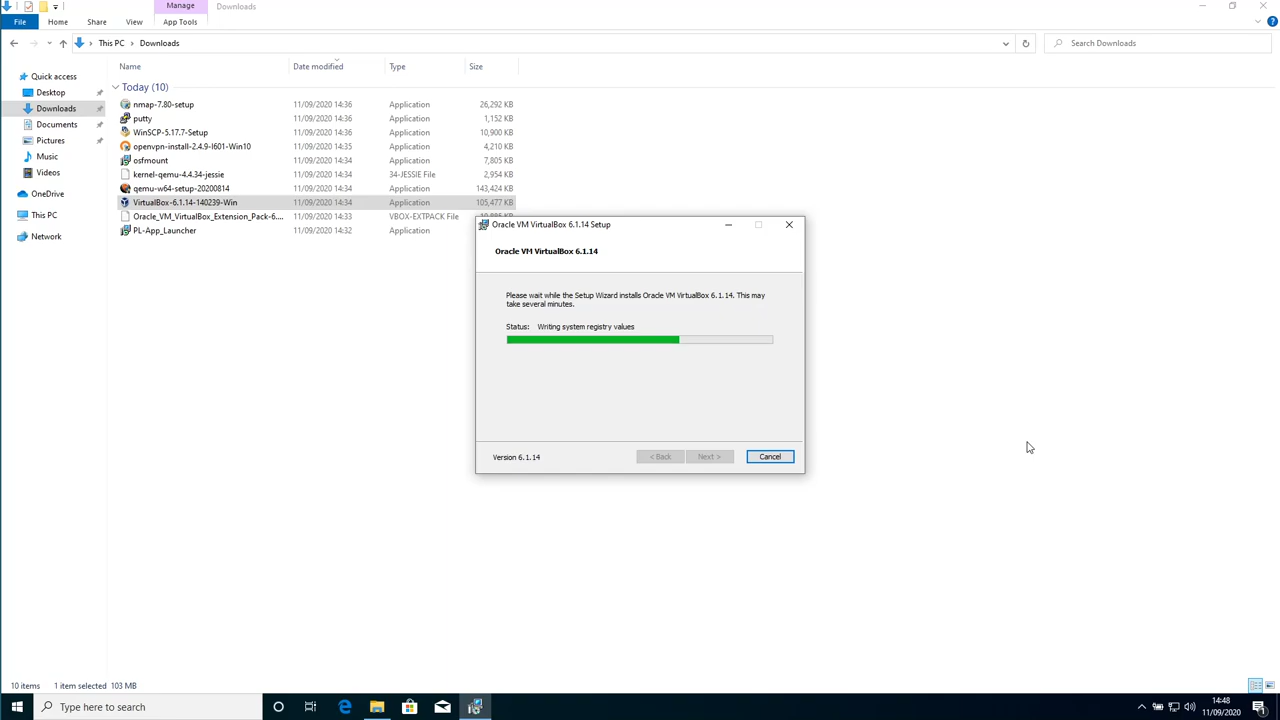 Manage
Downloads
File
Home
Share
View
App Tools
This PC
Downloads
Search Downloads
Name
Date modified
Type
Size
Quick access
Desktop
Downloads
Documents
Pictures
Music
Videos
OneDrive
This PC
Network
Today (10)
nmap-7.80-setup 11/09/2020 14:36 Application 26,292 KB
putty 11/09/2020 14:36 Application 1,152 KB
WinSCP-5.17.7-Setup 11/09/2020 14:36 Application 10,900 KB
openvpn-install-2.4.9-I601-Win10 11/09/2020 14:35 Application 4,210 KB
osfmount 11/09/2020 14:34 Application 7,805 KB
kernel-qemu-4.4.34-jessie 11/09/2020 14:34 34-JESSIE File 2,954 KB
qemu-w64-setup-20200814 11/09/2020 14:34 Application 143,424 KB
VirtualBox-6.1.14-140239-Win 11/09/2020 14:34 Application 105,477 KB
Oracle_VM_VirtualBox_Extension_Pack-6.... 11/09/2020 14:33 VBOX-EXTPACK File
PL-App_Launcher 11/09/2020 14:32 Application
Oracle VM VirtualBox 6.1.14 Setup
Oracle VM VirtualBox 6.1.14
Please wait while the Setup Wizard installs Oracle VM VirtualBox 6.1.14. This may
take several minutes.
Status: Writing system registry values
Version 6.1.14
< Back
Next >
Cancel
10 items 1 item selected 103 MB
Type here to search
14:48
11/09/2020
1